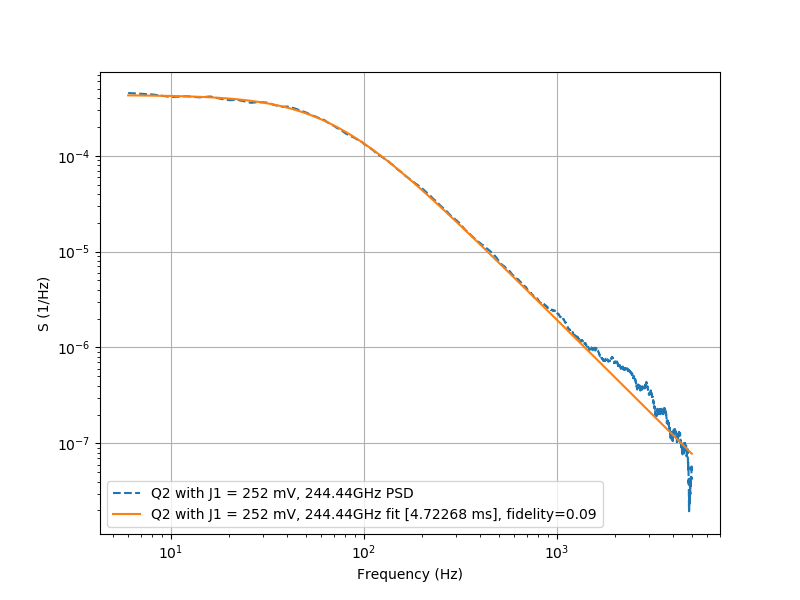 10⁻⁴
10⁻⁵
10⁻⁶
10⁻⁷
S (1/Hz)
Q2 with J1 = 252 mV, 244.44GHz PSD
Q2 with J1 = 252 mV, 244.44GHz fit [4.72268 ms], fidelity=0.09
10¹ 10² 10³
Frequency (Hz)